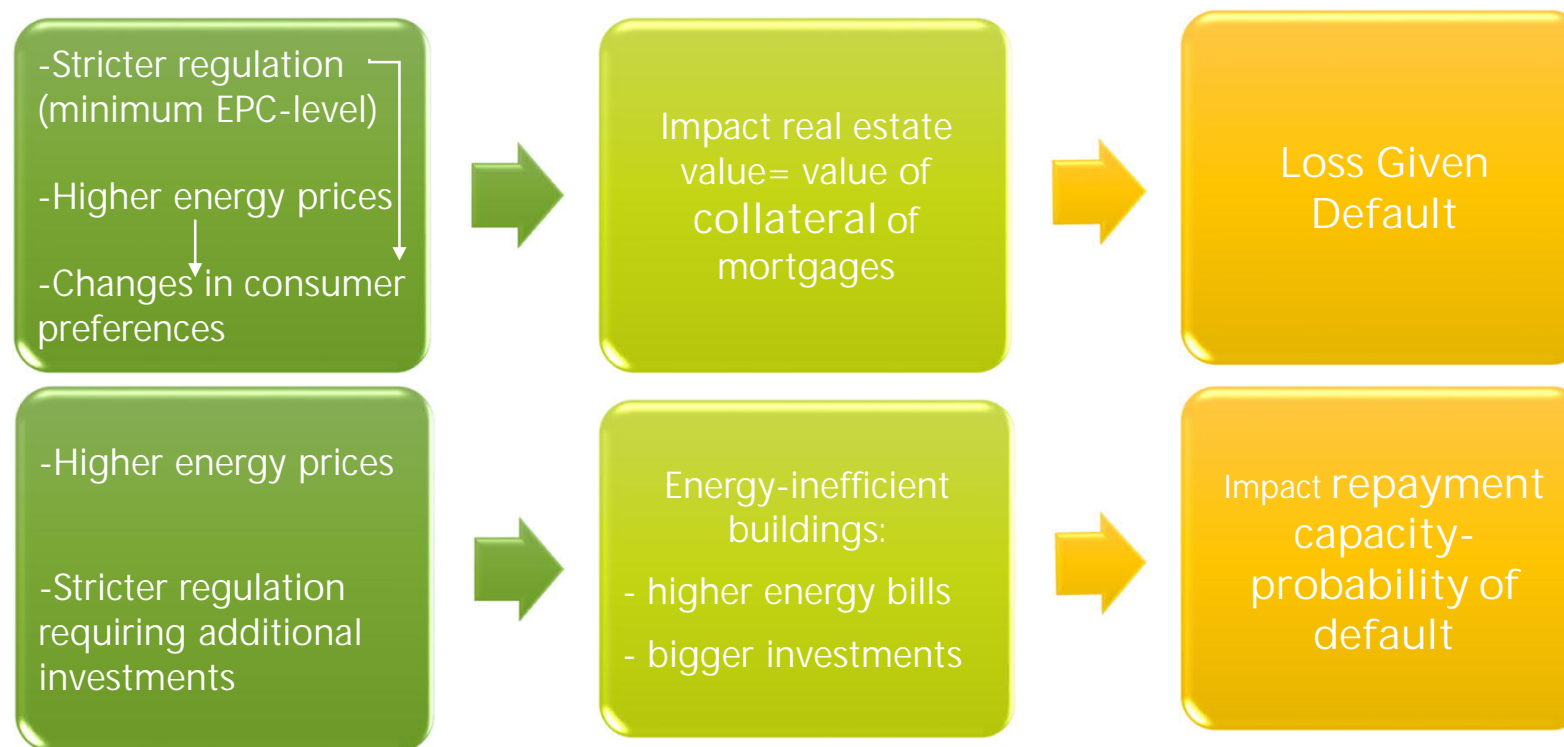 -Stricter regulation
(minimum EPC-level)
-Higher energy prices
-Changes in consumer
preferences
Impact real estate
value= value of
collateral of
mortgages
Loss Given
Default
-Higher energy prices
-Stricter regulation
requiring additional
investments
Energy-inefficient
buildings:
- higher energy bills
- bigger investments
Impact repayment
capacity-
probability of
default